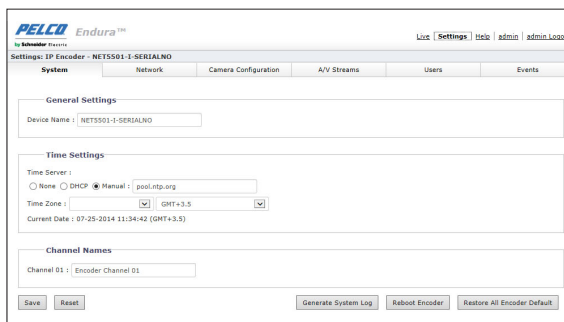 PELCO Endura™
by Schneider Electric
Live Settings Help admin admin Logo
Settings: IP Encoder - NET5501-I-SERIALNO
System Network Camera Configuration A/V Streams Users Events
General Settings
Device Name : NET5501-I-SERIALNO
Time Settings
Time Server :
None DHCP Manual : pool.ntp.org
Time Zone : GMT+3.5
Current Date : 07-25-2014 11:34:42 (GMT+3.5)
Channel Names
Channel 01 : Encoder Channel 01
Save Reset Generate System Log Reboot Encoder Restore All Encoder Default